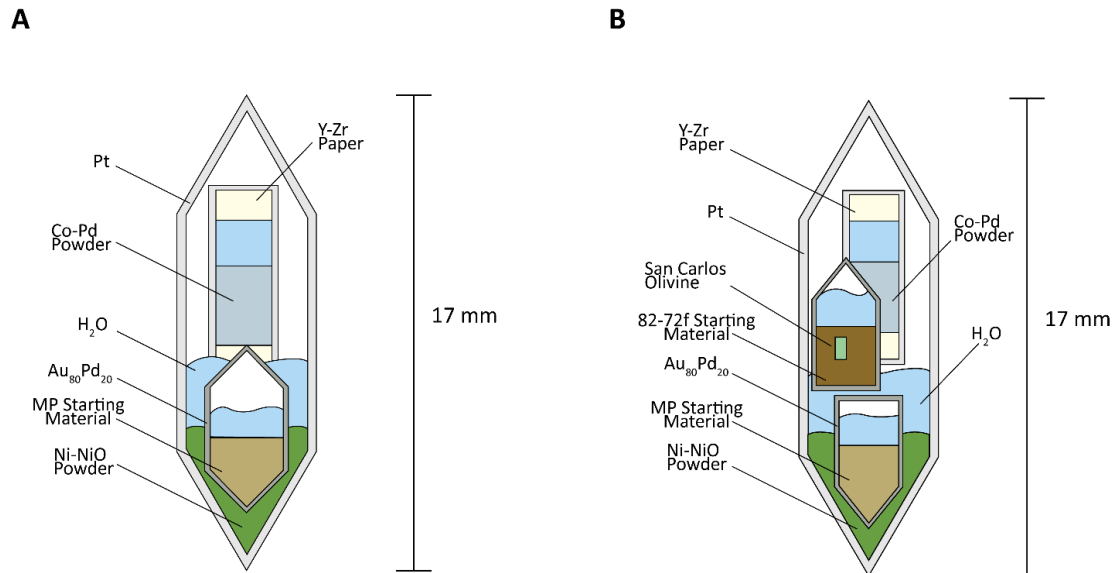 A
Y-Zr
Paper
Pt
Co-Pd
Powder
17 mm
H₂O
Au₈₀Pd₂₀
MP Starting
Material
Ni-NiO
Powder
B
Y-Zr
Paper
Pt
Co-Pd
Powder
San Carlos
Olivine
17 mm
82-72f Starting
Material
H₂O
Au₈₀Pd₂₀
MP Starting
Material
Ni-NiO
Powder